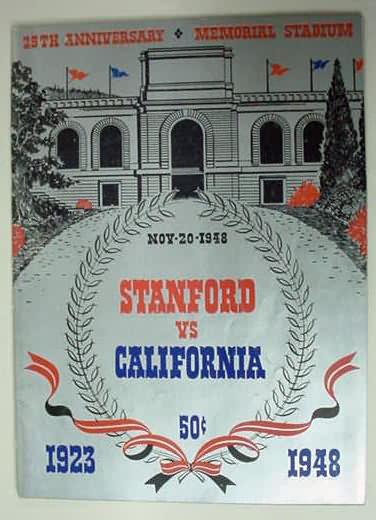 25TH ANNIVERSARY ❖ MEMORIAL STADIUM
NOV·20·1948
STANFORD
VS
CALIFORNIA
50¢
1923 1948